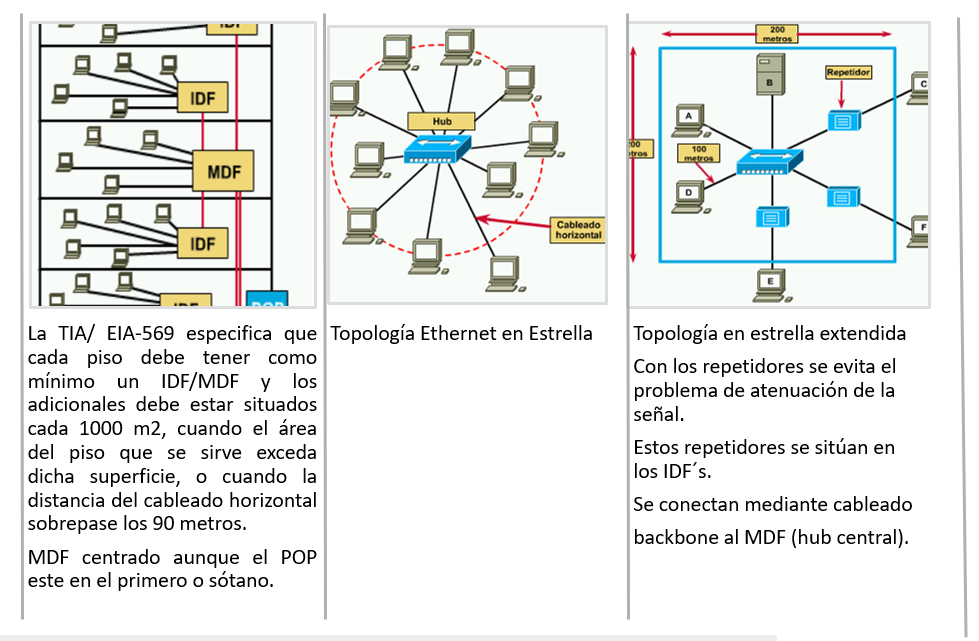 IDF
MDF
IDF
La TIA/ EIA-569 especifica que
cada piso debe tener como
mínimo un IDF/MDF y los
adicionales debe estar situados
cada 1000 m2, cuando el área
del piso que se sirve exceda
dicha superficie, o cuando la
distancia del cableado horizontal
sobrepase los 90 metros.
MDF centrado aunque el POP
este en el primero o sótano.
Hub
Cableado
horizontal
Topología Ethernet en Estrella
200
metros
B
Repetidor
C
A
100
metros
D
F
E
Topología en estrella extendida
Con los repetidores se evita el
problema de atenuación de la
señal.
Estos repetidores se sitúan en
los IDF´s.
Se conectan mediante cableado
backbone al MDF (hub central).